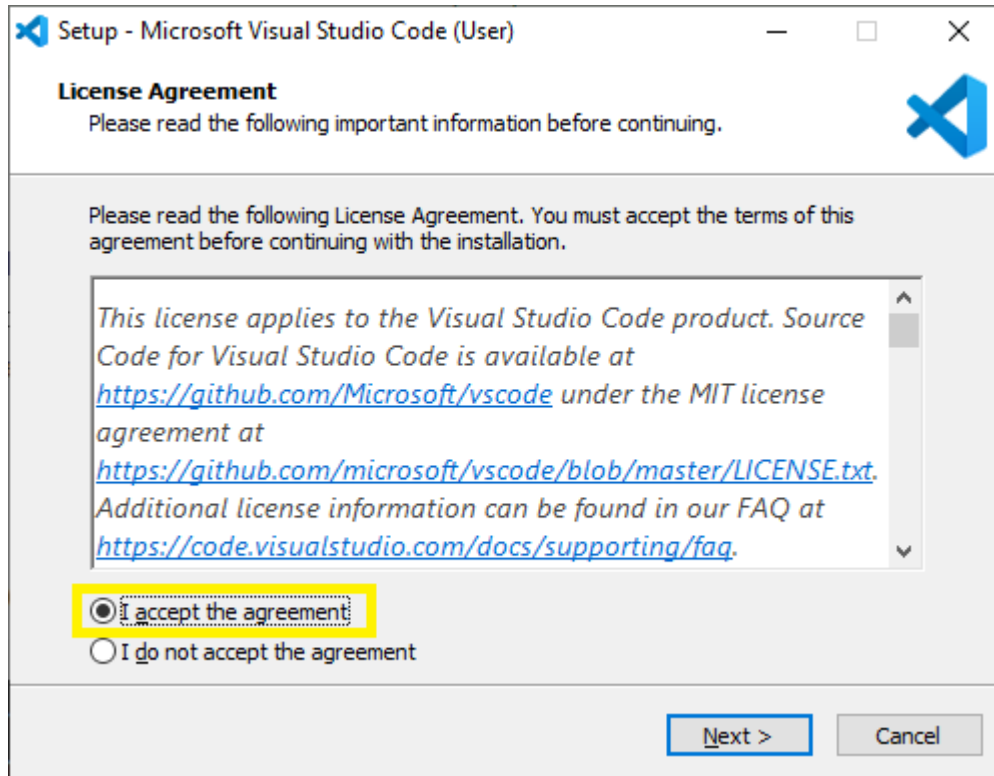 Setup - Microsoft Visual Studio Code (User)
License Agreement
Please read the following important information before continuing.
Please read the following License Agreement. You must accept the terms of this
agreement before continuing with the installation.
This license applies to the Visual Studio Code product. Source
Code for Visual Studio Code is available at
https://github.com/Microsoft/vscode under the MIT license
agreement at
https://github.com/microsoft/vscode/blob/master/LICENSE.txt.
Additional license information can be found in our FAQ at
https://code.visualstudio.com/docs/supporting/faq.
I accept the agreement
I do not accept the agreement
Next >
Cancel